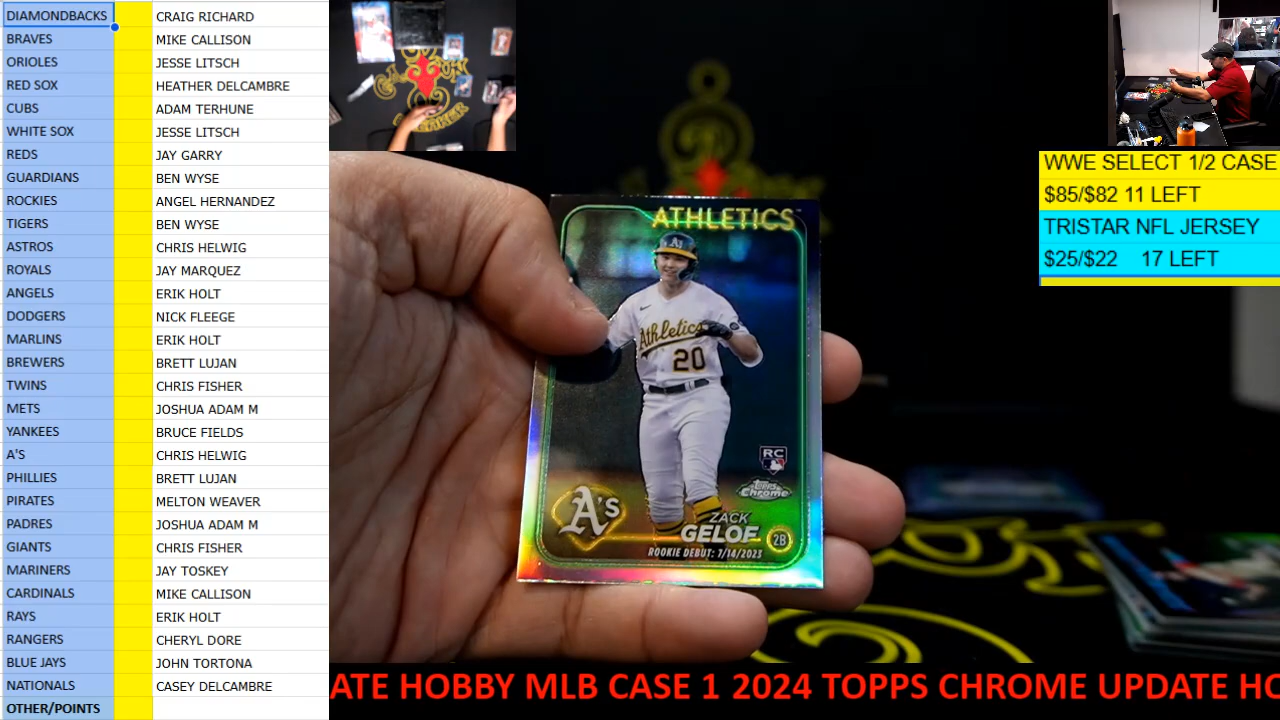 DIAMONDBACKS CRAIG RICHARD
BRAVES MIKE CALLISON
ORIOLES JESSE LITSCH
RED SOX HEATHER DELCAMBRE
CUBS ADAM TERHUNE
WHITE SOX JESSE LITSCH
REDS JAY GARRY
GUARDIANS BEN WYSE
ROCKIES ANGEL HERNANDEZ
TIGERS BEN WYSE
ASTROS CHRIS HELWIG
ROYALS JAY MARQUEZ
ANGELS ERIK HOLT
DODGERS NICK FLEEGE
MARLINS ERIK HOLT
BREWERS BRETT LUJAN
TWINS CHRIS FISHER
METS JOSHUA ADAM M
YANKEES BRUCE FIELDS
A'S CHRIS HELWIG
PHILLIES BRETT LUJAN
PIRATES MELTON WEAVER
PADRES JOSHUA ADAM M
GIANTS CHRIS FISHER
MARINERS JAY TOSKEY
CARDINALS MIKE CALLISON
RAYS ERIK HOLT
RANGERS CHERYL DORE
BLUE JAYS JOHN TORTONA
NATIONALS CASEY DELCAMBRE
OTHER/POINTS
WWE SELECT 1/2 CASE
$85/$82 11 LEFT
TRISTAR NFL JERSEY
$25/$22 17 LEFT
ATHLETICS
A's
Athletics
20
RC
Topps
Chrome
A's
ZACK
GELOF 2B
ROOKIE DEBUT: 7/14/2023
ATE HOBBY MLB CASE 1 2024 TOPPS CHROME UPDATE HO